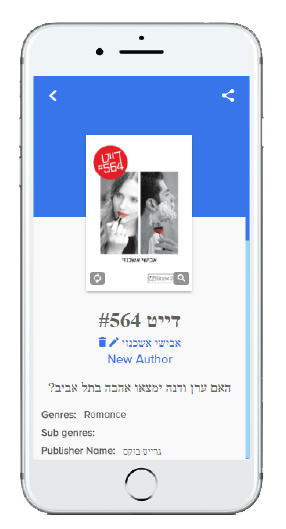 דייט
#564
אבישי אשכנזי
דייט 564#
אבישי אשכנזי
New Author
האם ערן ודנה ימצאו אהבה בתל אביב?
Genres: Romance
Sub genres:
Publisher Name: גרייט בוקס